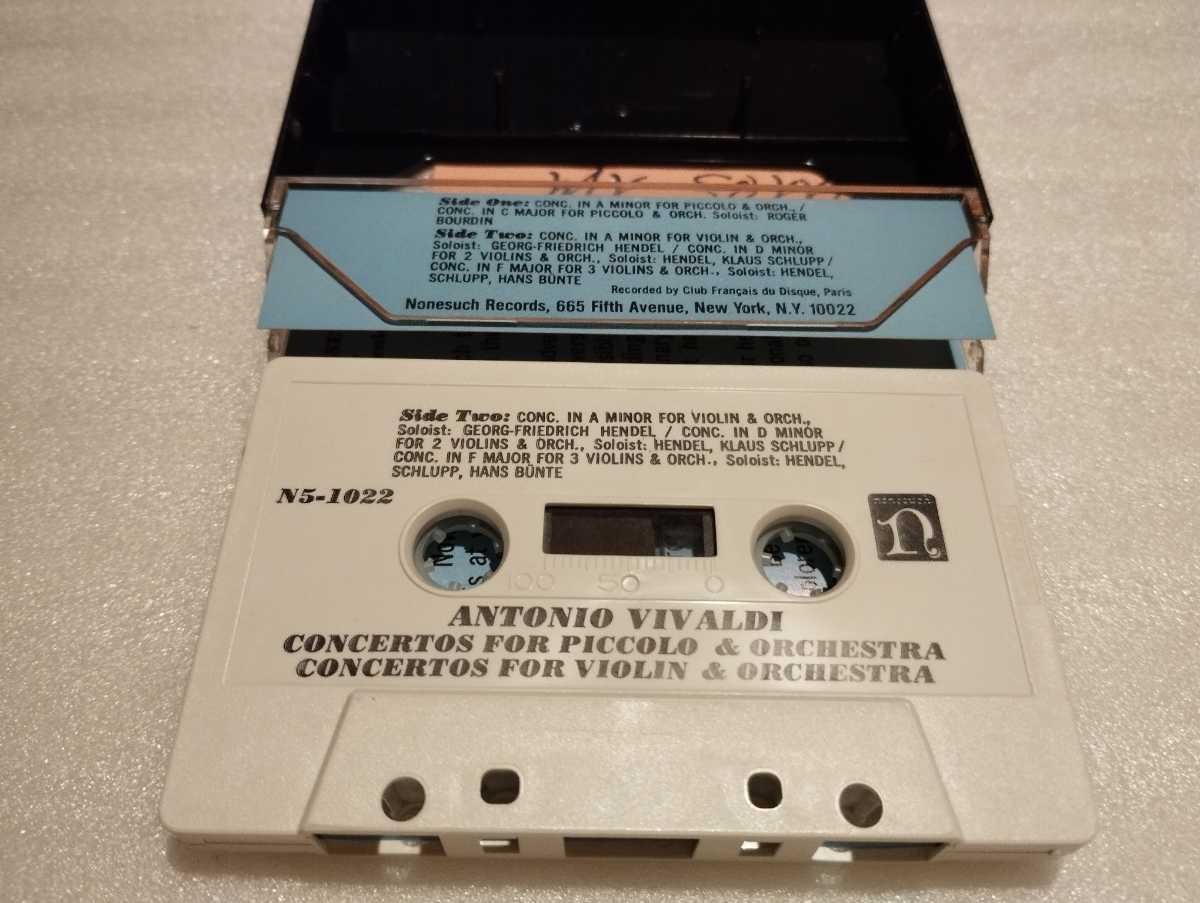 MY
Side One: CONC. IN A MINOR FOR PICCOLO & ORCH., /
CONC. IN C MAJOR FOR PICCOLO & ORCH. Soloist: ROGER
BOURDIN
Side Two: CONC. IN A MINOR FOR VIOLIN & ORCH.,
Soloist: GEORG-FRIEDRICH HENDEL / CONC. IN D MINOR
FOR 2 VIOLINS & ORCH., Soloist: HENDEL, KLAUS SCHLUPP/
CONC. IN F MAJOR FOR 3 VIOLINS & ORCH., Soloist: HENDEL,
SCHLUPP, HANS BÜNTE
Recorded by Club Français du Disque, Paris
Nonesuch Records, 665 Fifth Avenue, New York, N.Y. 10022
Side Two: CONC. IN A MINOR FOR VIOLIN & ORCH.,
Soloist: GEORG-FRIEDRICH HENDEL / CONC. IN D MINOR
FOR 2 VIOLINS & ORCH., Soloist: HENDEL, KLAUS SCHLUPP/
CONC. IN F MAJOR FOR 3 VIOLINS & ORCH., Soloist: HENDEL,
SCHLUPP, HANS BÜNTE
N5-1022
NONESUCH
n
100 50 0
ANTONIO VIVALDI
CONCERTOS FOR PICCOLO & ORCHESTRA
CONCERTOS FOR VIOLIN & ORCHESTRA